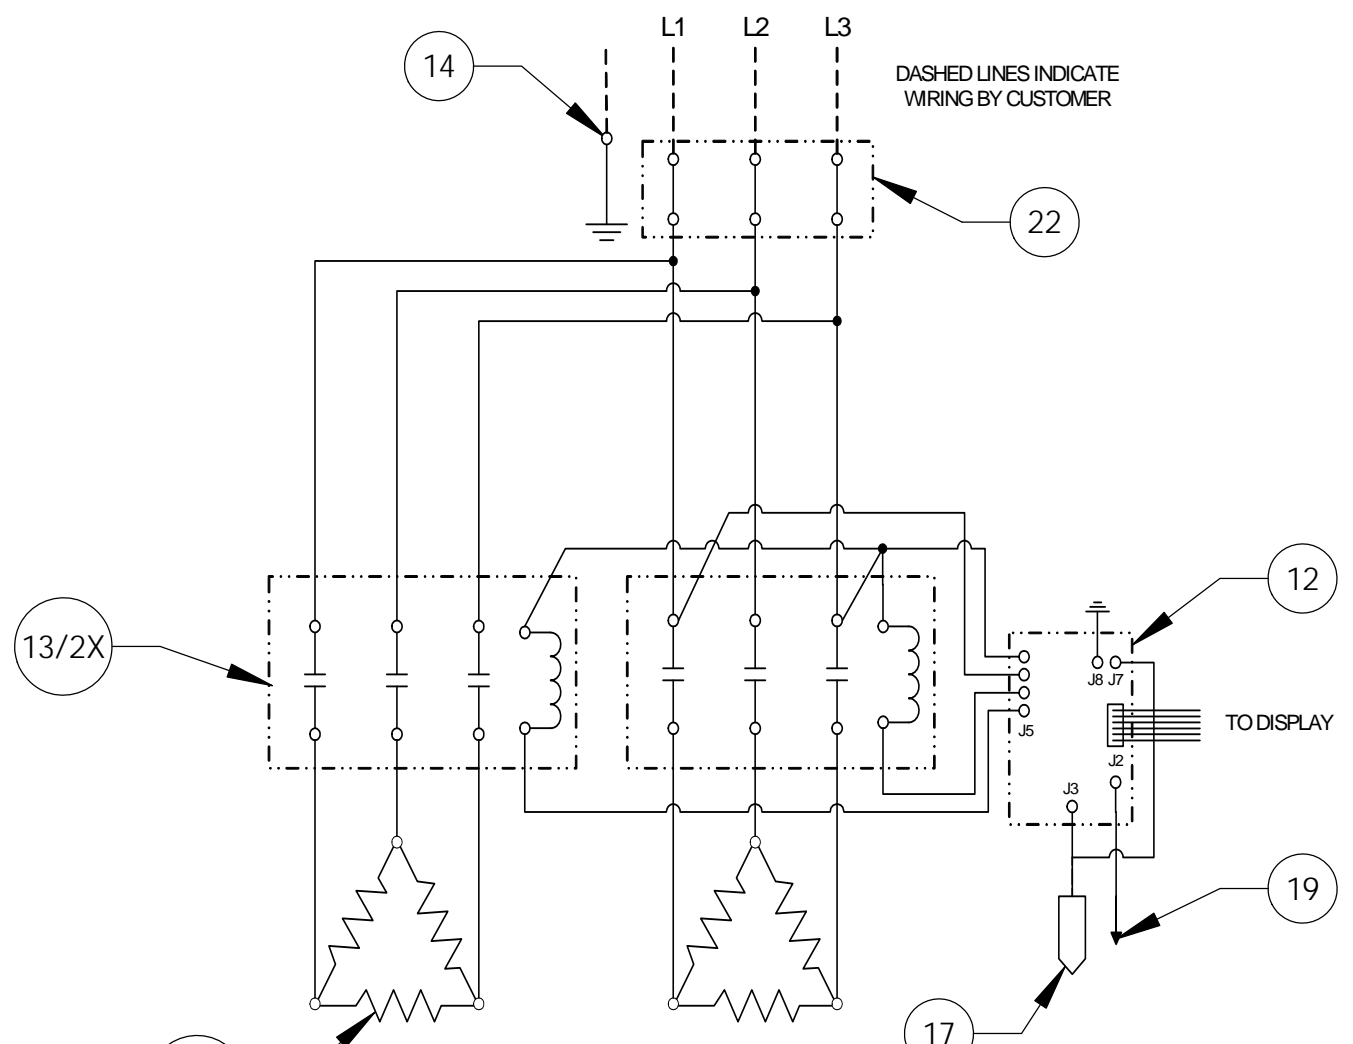 L1 L2 L3
14
DASHED LINES INDICATE
WIRING BY CUSTOMER
22
12
13/2X
J8 J7
J5
TO DISPLAY
J2
J3
19
17